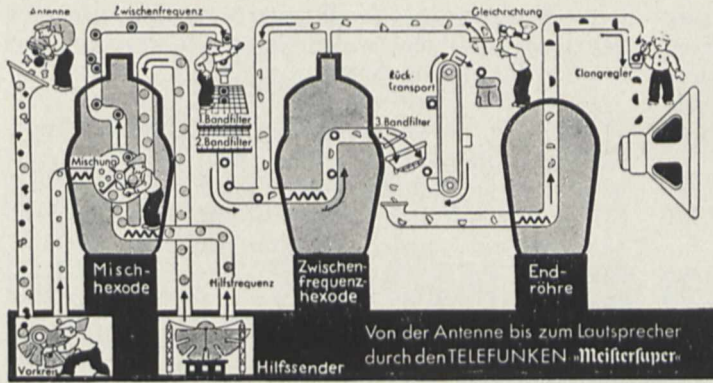 Antenne
Zwischenfrequenz
Gleichrichtung
Rück-
transport
Klangregler
1. Bandfilter
2. Bandfilter
3. Bandfilter
Mischung
Misch-
hexode
Hilfsfrequenz
Zwischen-
frequenz-
hexode
End-
röhre
Vorkreis
Hilfssender
Von der Antenne bis zum Lautsprecher
durch den TELEFUNKEN „Meistersuper“